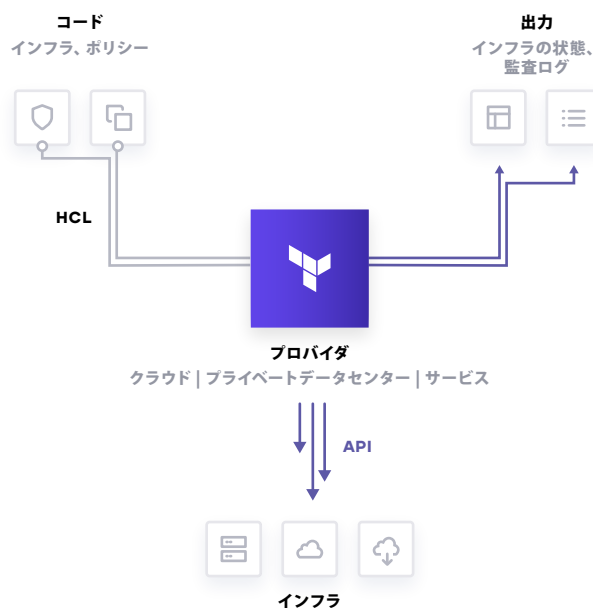 コード
インフラ、ポリシー
出力
インフラの状態、
監査ログ
HCL
プロバイダ
クラウド | プライベートデータセンター | サービス
API
インフラ